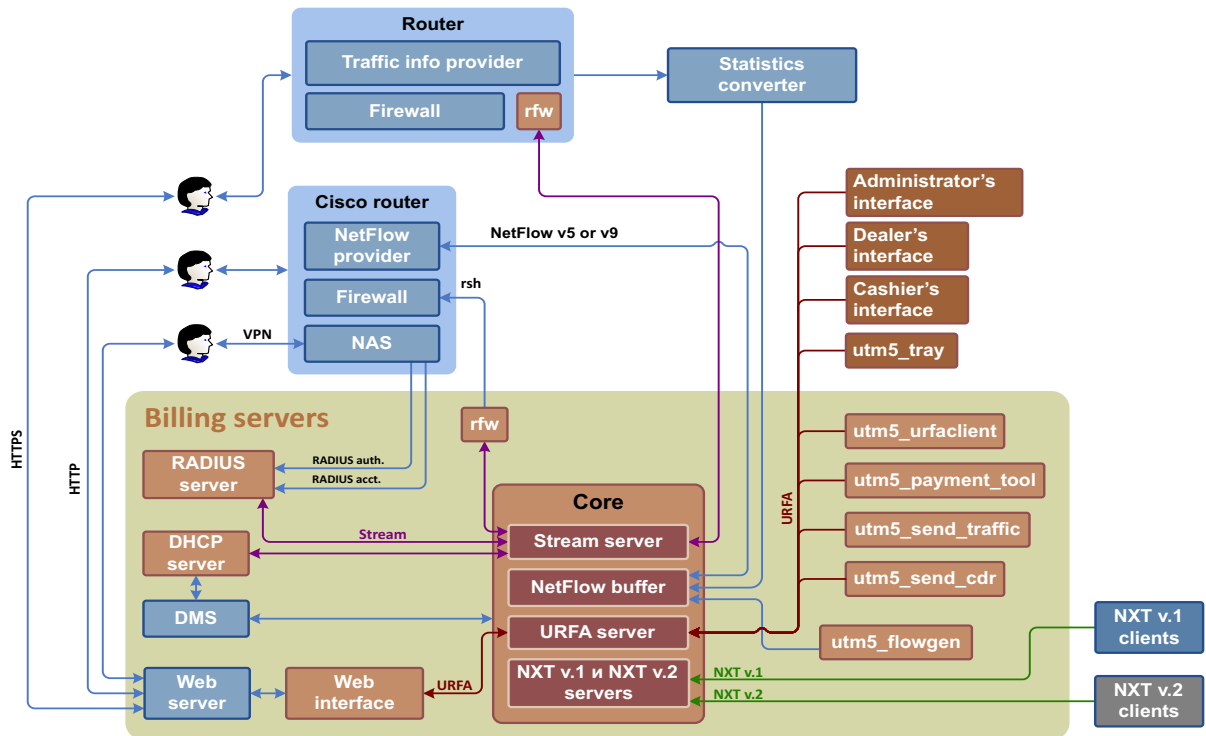 Router
Traffic info provider
Firewall
rfw
Statistics
converter
Cisco router
NetFlow
provider
Firewall
NAS
NetFlow v5 or v9
rsh
VPN
Administrator's
interface
Dealer's
interface
Cashier's
interface
utm5_tray
HTTPS
HTTP
Billing servers
rfw
RADIUS
server
RADIUS auth.
RADIUS acct.
Stream
DHCP
server
DMS
Web
server
Web
interface
URFA
Core
Stream server
NetFlow buffer
URFA server
NXT v.1 и NXT v.2
servers
URFA
utm5_urfaclient
utm5_payment_tool
utm5_send_traffic
utm5_send_cdr
utm5_flowgen
NXT v.1
NXT v.2
NXT v.1
clients
NXT v.2
clients